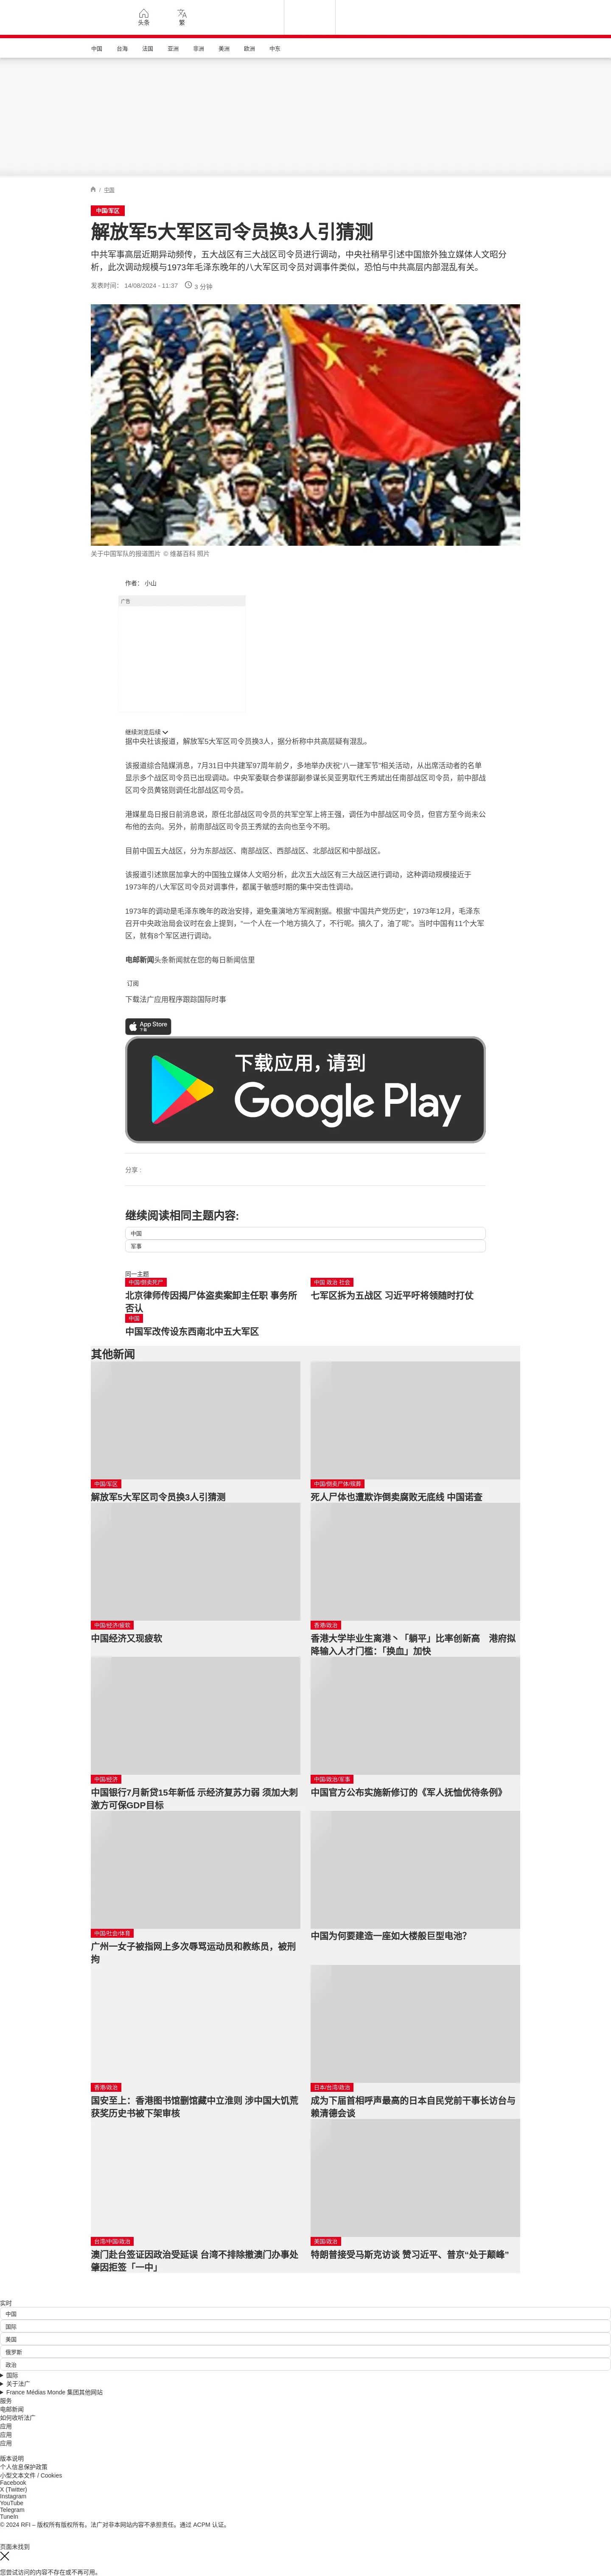 头条
繁
中国
台海
法国
亚洲
非洲
美洲
欧洲
中东
/ 中国
中国/军区
解放军5大军区司令员换3人引猜测
中共军事高层近期异动频传，五大战区有三大战区司令员进行调动，中央社稍早引述中国旅外独立媒体人文昭分
析，此次调动规模与1973年毛泽东晚年的八大军区司令员对调事件类似，恐怕与中共高层内部混乱有关。
发表时间： 14/08/2024 - 11:37
3 分钟
关于中国军队的报道图片 © 维基百科 照片
作者： 小山
广告
继续浏览后续
据中央社该报道，解放军5大军区司令员换3人，据分析称中共高层疑有混乱。
该报道综合陆媒消息，7月31日中共建军97周年前夕，多地举办庆祝“八一建军节”相关活动，从出席活动者的名单
显示多个战区司令员已出现调动。中央军委联合参谋部副参谋长吴亚男取代王秀斌出任南部战区司令员，前中部战
区司令员黄铭则调任北部战区司令员。
港媒星岛日报日前消息说，原任北部战区司令员的共军空军上将王强，调任为中部战区司令员，但官方至今尚未公
布他的去向。另外，前南部战区司令员王秀斌的去向也至今不明。
目前中国五大战区，分为东部战区、南部战区、西部战区、北部战区和中部战区。
该报道引述旅居加拿大的中国独立媒体人文昭分析，此次五大战区有三大战区进行调动，这种调动规模接近于
1973年的八大军区司令员对调事件，都属于敏感时期的集中突击性调动。
1973年的调动是毛泽东晚年的政治安排，避免重演地方军阀割据。根据“中国共产党历史”，1973年12月，毛泽东
召开中央政治局会议时在会上提到，“一个人在一个地方搞久了，不行呢。搞久了，油了呢”。当时中国有11个大军
区，就有8个军区进行调动。
电邮新闻头条新闻就在您的每日新闻信里
订阅
下载法广应用程序跟踪国际时事
App Store
下载
下载应用，请到
Google Play
分享 :
继续阅读相同主题内容:
中国
军事
同一主题
中国/倒卖死尸
北京律师传因揭尸体盗卖案卸主任职 事务所
否认
中国 政治 社会
七军区拆为五战区 习近平吁将领随时打仗
中国
中国军改传设东西南北中五大军区
其他新闻
中国/军区
解放军5大军区司令员换3人引猜测
中国/倒卖尸体/殡葬
死人尸体也遭欺诈倒卖腐败无底线 中国诺查
中国/经济/疲软
中国经济又现疲软
香港/政治
香港大学毕业生离港丶「躺平」比率创新高　港府拟
降输入人才门槛:「换血」加快
中国/经济
中国银行7月新贷15年新低 示经济复苏力弱 须加大刺
激方可保GDP目标
中国/政治/军事
中国官方公布实施新修订的《军人抚恤优待条例》
中国/社会/体育
广州一女子被指网上多次辱骂运动员和教练员，被刑
拘
中国为何要建造一座如大楼般巨型电池?
香港/政治
国安至上：香港图书馆删馆藏中立准则 涉中国大饥荒
获奖历史书被下架审核
日本/台湾/政治
成为下届首相呼声最高的日本自民党前干事长访台与
赖清德会谈
台湾/中国/政治
澳门赴台签证因政治受延误 台湾不排除撤澳门办事处
肇因拒签「一中」
美国/政治
特朗普接受马斯克访谈 赞习近平、普京“处于颠峰”
实时
中国
国际
美国
俄罗斯
政治
国际
关于法广
France Médias Monde 集团其他网站
服务
电邮新闻
如何收听法广
应用
应用
应用
版本说明
个人信息保护政策
小型文本文件 / Cookies
Facebook
X (Twitter)
Instagram
YouTube
Telegram
TuneIn
© 2024 RFI – 版权所有版权所有。法广对非本网站内容不承担责任。通过 ACPM 认证。
页面未找到
您尝试访问的内容不存在或不再可用。